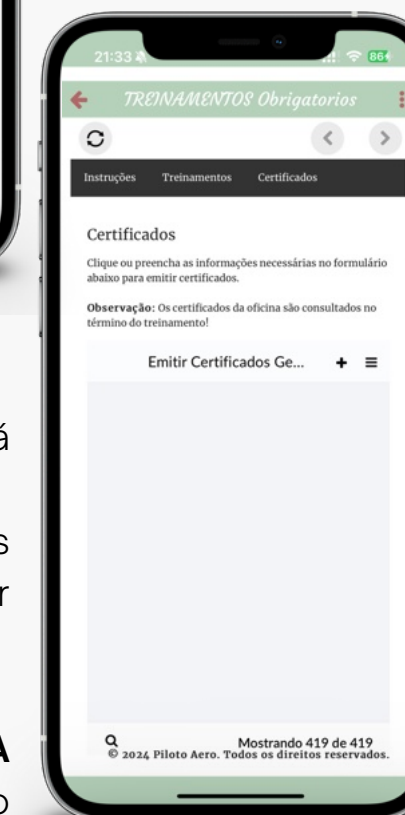 21:33
86
TREINAMENTOS Obrigatorios
Instruções Treinamentos Certificados
Certificados
Clique ou preencha as informações necessárias no formulário
abaixo para emitir certificados.
Observação: Os certificados da oficina são consultados no
término do treinamento!
Emitir Certificados Ge...
Mostrando 419 de 419
© 2024 Piloto Aero. Todos os direitos reservados.
á
s
r
A
o